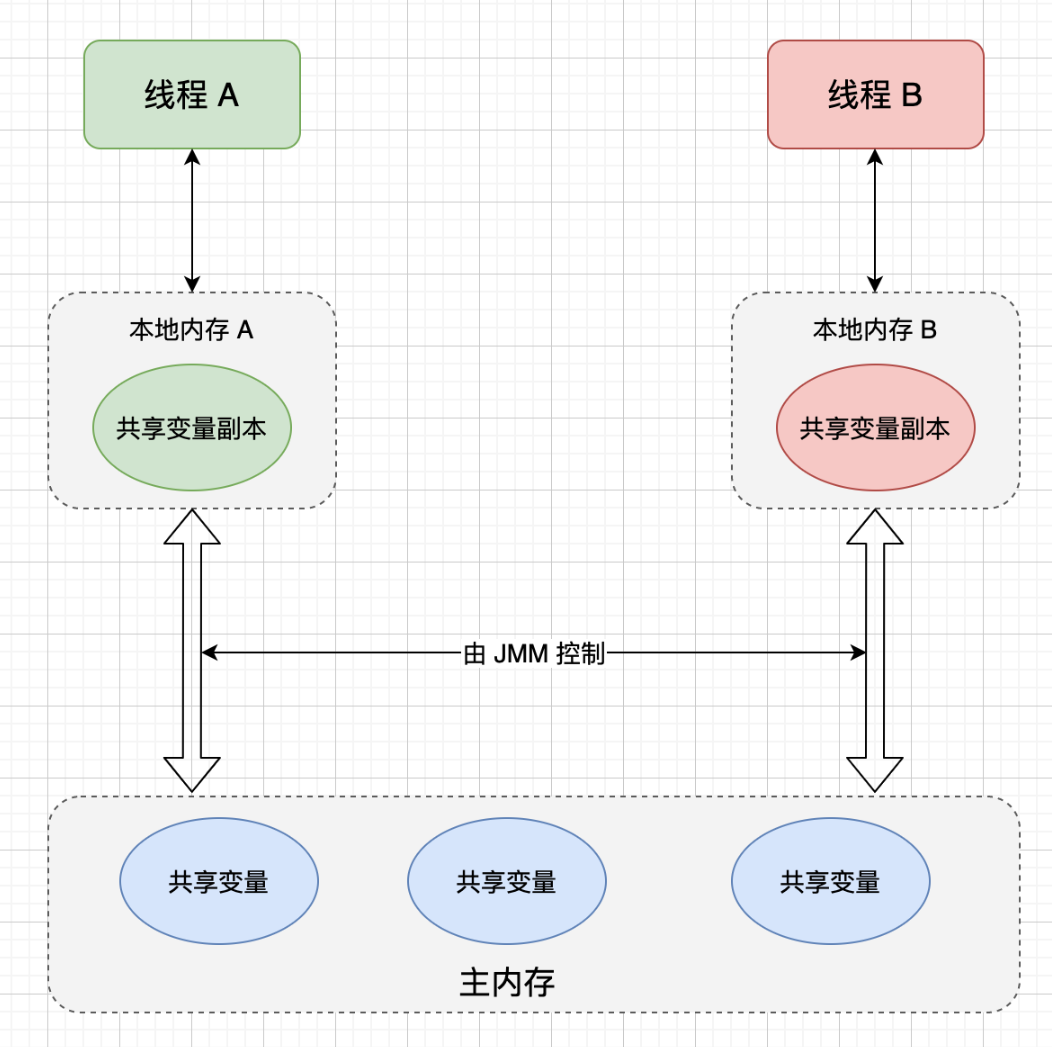 线程 A
线程 B
本地内存 A
本地内存 B
共享变量副本
共享变量副本
由 JMM 控制
共享变量
共享变量
共享变量
主内存